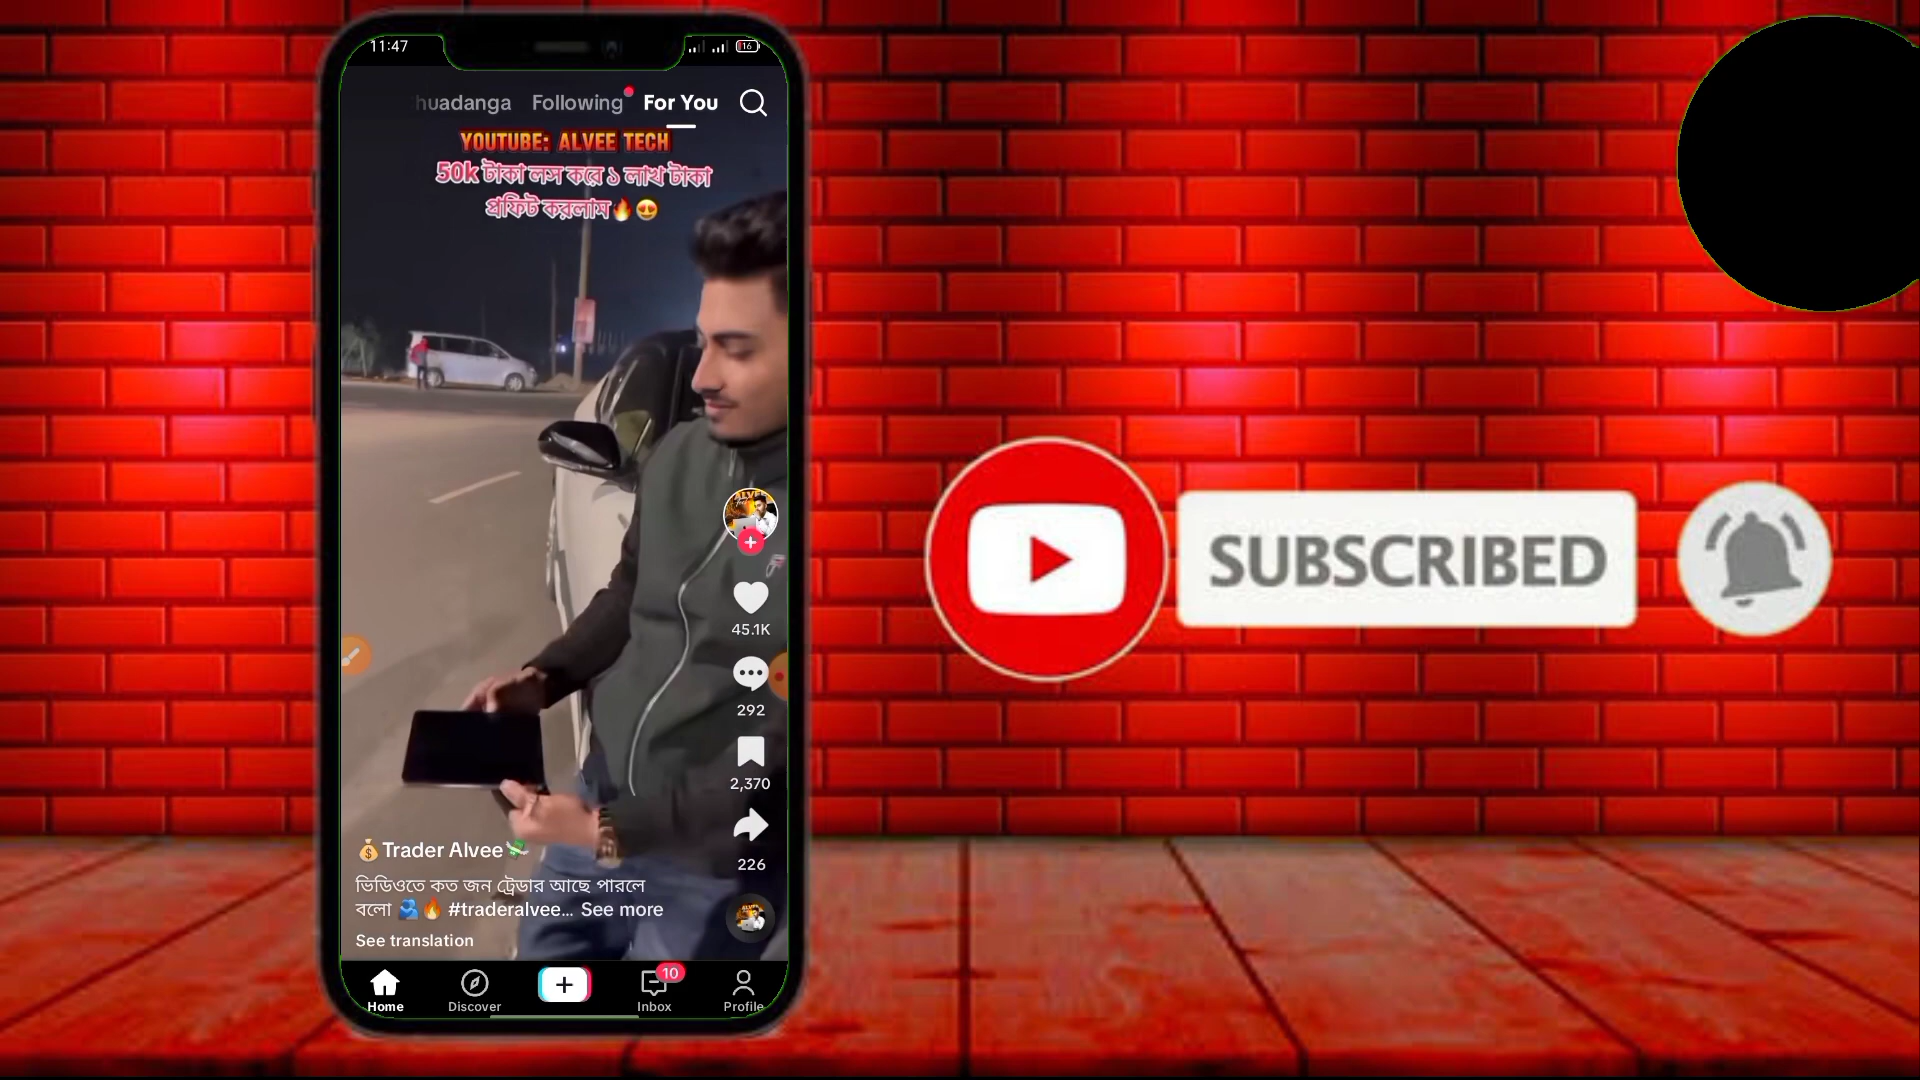 11:47
16
huadanga Following For You
YOUTUBE: ALVEE TECH
50k টাকা লস করে ১ লাখ টাকা
প্রফিট করলাম🔥😍
ALVEE
45.1K
292
2,370
226
💰Trader Alvee💸
ভিডিওতে কত জন ট্রেডার আছে পারলে
বলো 🫂🔥 #traderalvee... See more
See translation
Home Discover 10 Inbox Profile
SUBSCRIBED